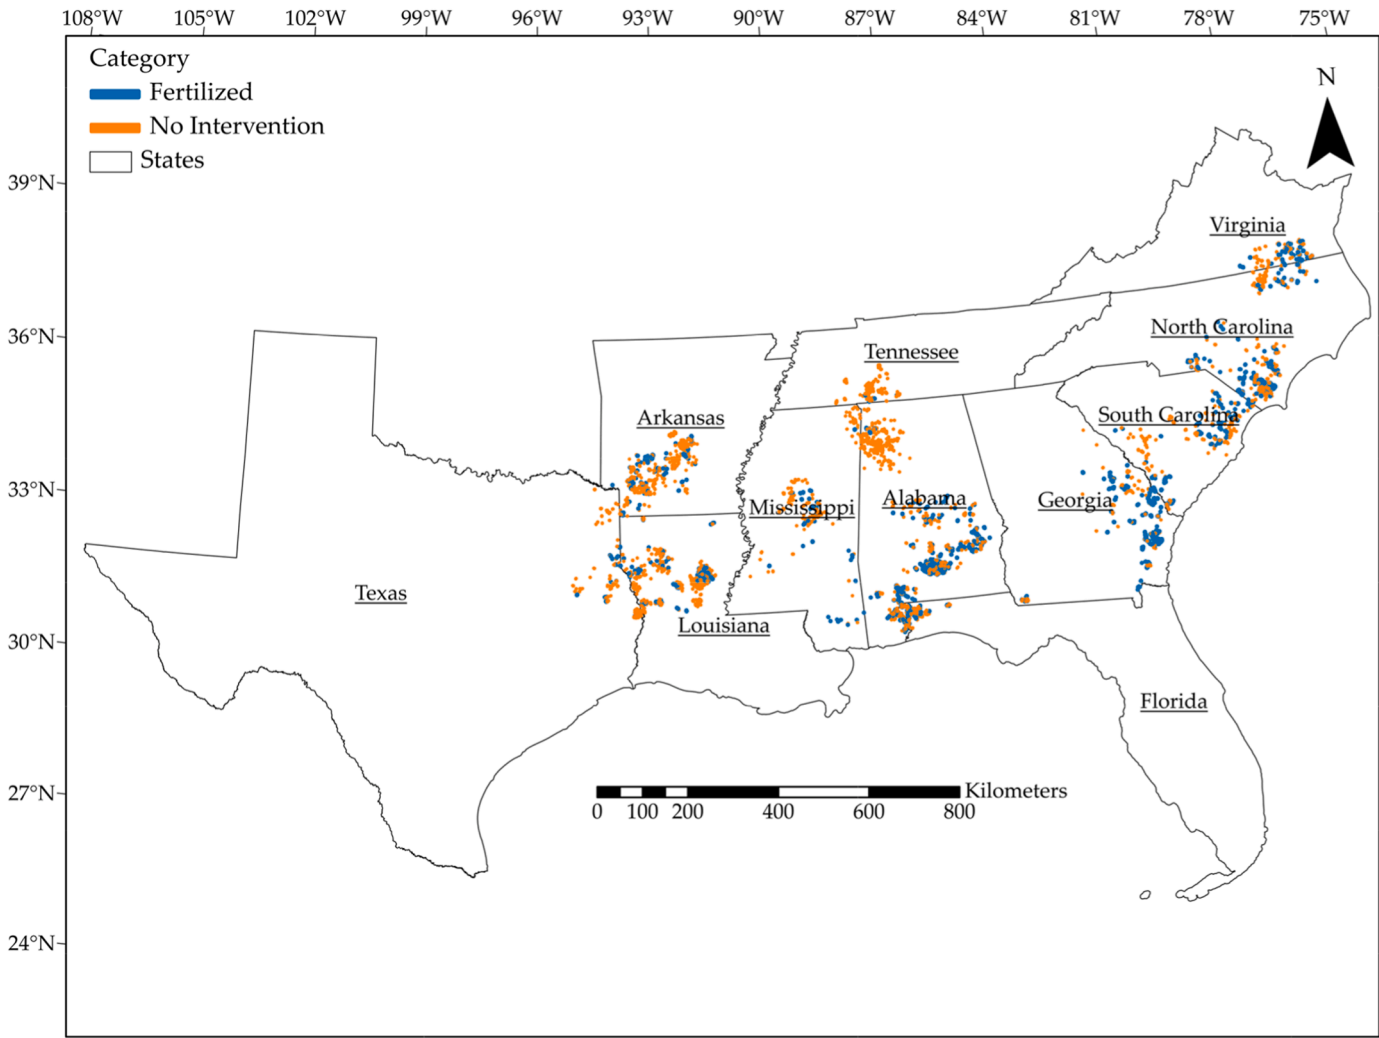 108°W 105°W 102°W 99°W 96°W 93°W 90°W 87°W 84°W 81°W 78°W 75°W
Category
Fertilized
No Intervention
States
N
39°N
36°N
33°N
30°N
27°N
24°N
Virginia
North Carolina
Tennessee
South Carolina
Arkansas
Georgia
Alabama
Mississippi
Texas
Louisiana
Florida
Kilometers
0 100 200 400 600 800